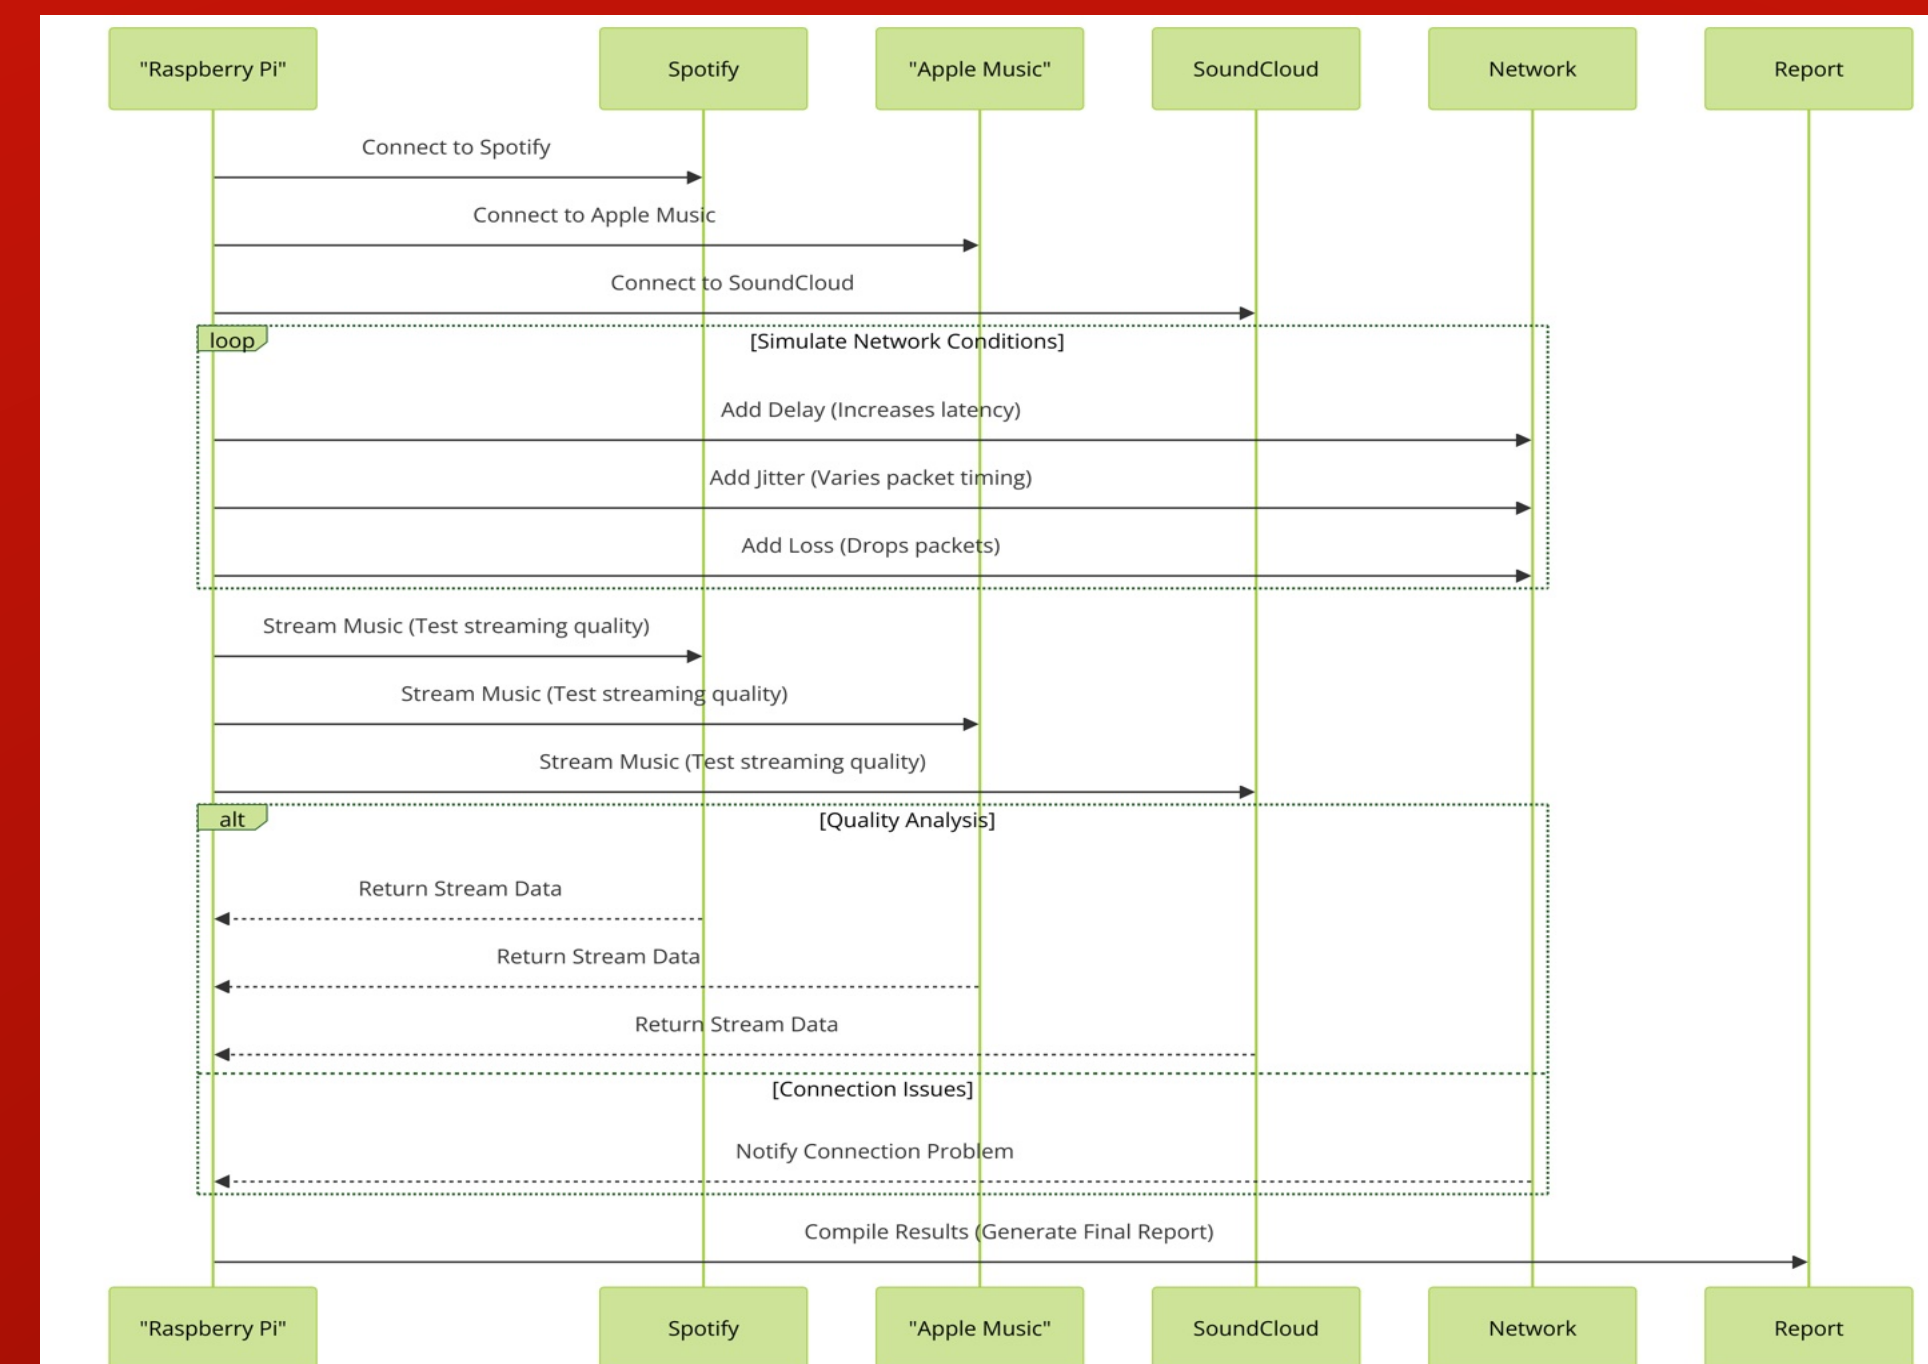 "Raspberry Pi" Spotify "Apple Music" SoundCloud Network Report
Connect to Spotify
Connect to Apple Music
Connect to SoundCloud
loop [Simulate Network Conditions]
Add Delay (Increases latency)
Add Jitter (Varies packet timing)
Add Loss (Drops packets)
Stream Music (Test streaming quality)
Stream Music (Test streaming quality)
Stream Music (Test streaming quality)
alt [Quality Analysis]
Return Stream Data
Return Stream Data
Return Stream Data
[Connection Issues]
Notify Connection Problem
Compile Results (Generate Final Report)
"Raspberry Pi" Spotify "Apple Music" SoundCloud Network Report